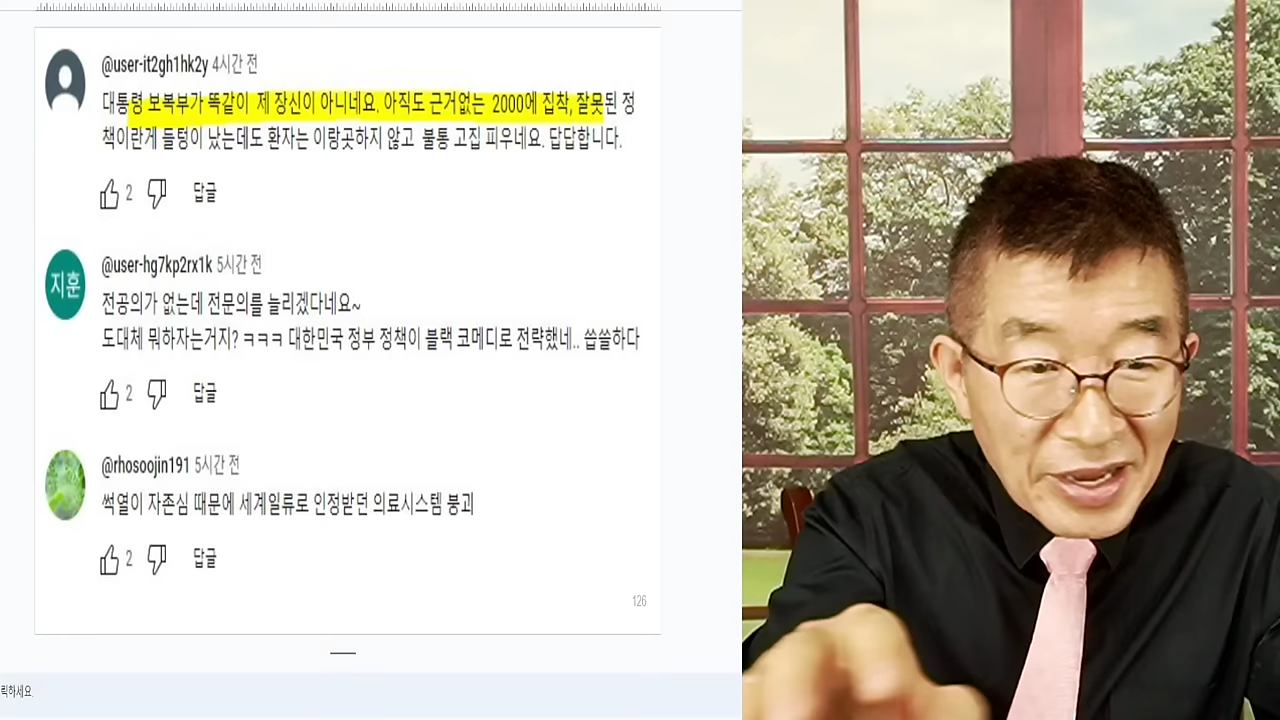 @user-it2gh1hk2y 4시간 전
대통령 보복부가 똑같이 제 장신이 아니네요. 아직도 근거없는 2000에 집착, 잘못된 정
책이란게 들텅이 났는데도 환자는 이랑곳하지 않고 불통 고집 피우네요. 답답합니다.
2 답글
지훈
@user-hg7kp2rx1k 5시간 전
전공의가 없는데 전문의를 늘리겠다네요~
도대체 뭐하자는거지? ㅋㅋㅋ 대한민국 정부 정책이 블랙 코메디로 전략했네.. 씁쓸하다
2 답글
@rhosoojin191 5시간 전
썩열이 자존심 때문에 세계일류로 인정받던 의료시스템 붕괴
2 답글
126
릭하세요.